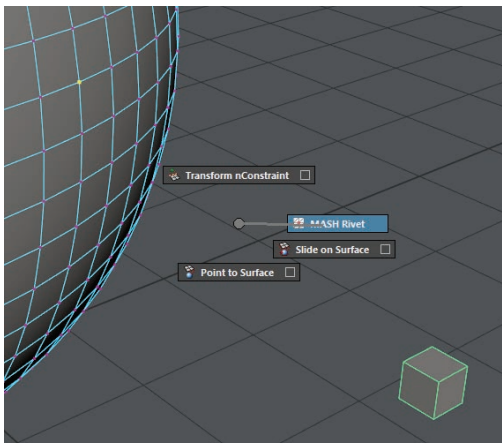 Transform nConstraint
MASH Rivet
Slide on Surface
Point to Surface